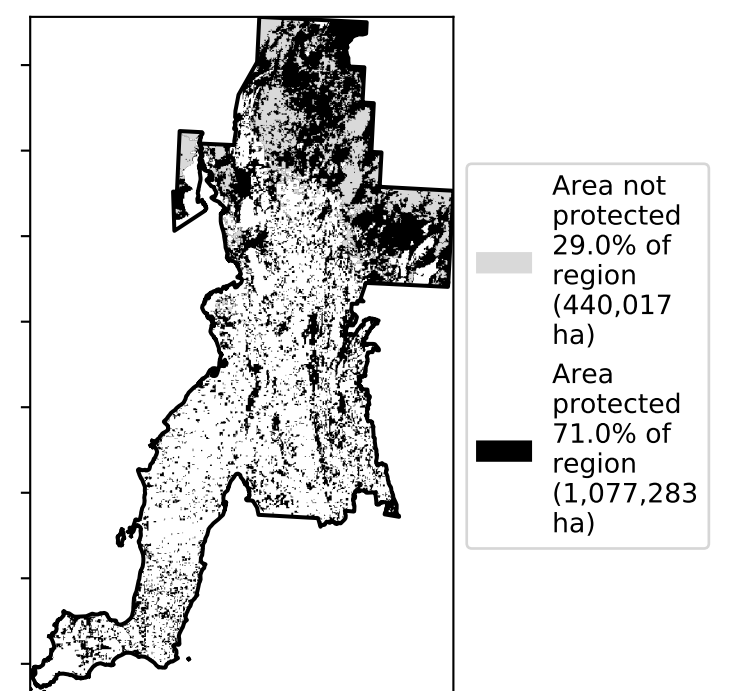 Area not
protected
29.0% of
region
(440,017
ha)
Area
protected
71.0% of
region
(1,077,283
ha)